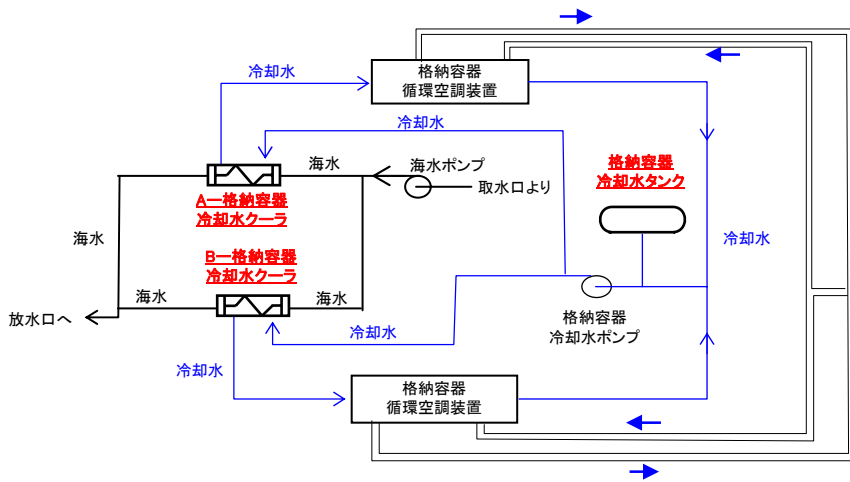 格納容器
循環空調装置
冷却水
冷却水
海水
海水ポンプ
取水口より
格納容器
冷却水タンク
A－格納容器
冷却水クーラ
海水
冷却水
B－格納容器
冷却水クーラ
海水
海水
放水口へ
格納容器
冷却水ポンプ
冷却水
冷却水
格納容器
循環空調装置